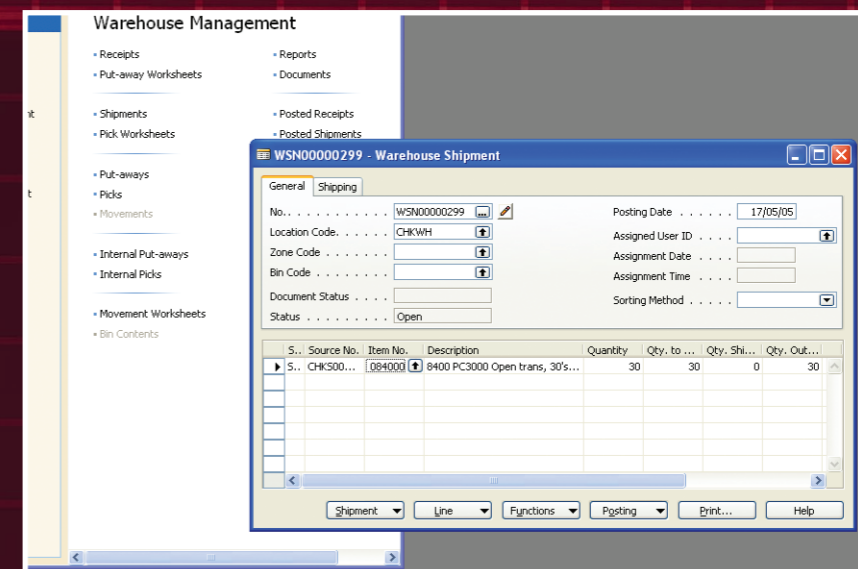 Warehouse Management
Receipts
Reports
Put-away Worksheets
Documents
Shipments
Posted Receipts
Pick Worksheets
Posted Shipments
Put-aways
Picks
Movements
Internal Put-aways
Internal Picks
Movement Worksheets
Bin Contents
WSN00000299 - Warehouse Shipment
General Shipping
No.. . . . . . . . . . . . WSN00000299 ...
Posting Date . . . . . . 17/05/05
Location Code. . . . . . . CHKWH
Assigned User ID . . . .
Zone Code . . . . . . . .
Assignment Date . . . .
Bin Code . . . . . . . . .
Assignment Time . . . .
Document Status . . . .
Sorting Method . . . . .
Status . . . . . . . . . Open
S.. Source No. Item No. Description Quantity Qty. to ... Qty. Shi... Qty. Out...
S.. CHKS00... 084000 8400 PC3000 Open trans, 30's... 30 30 0 30
Shipment Line Functions Posting Print... Help